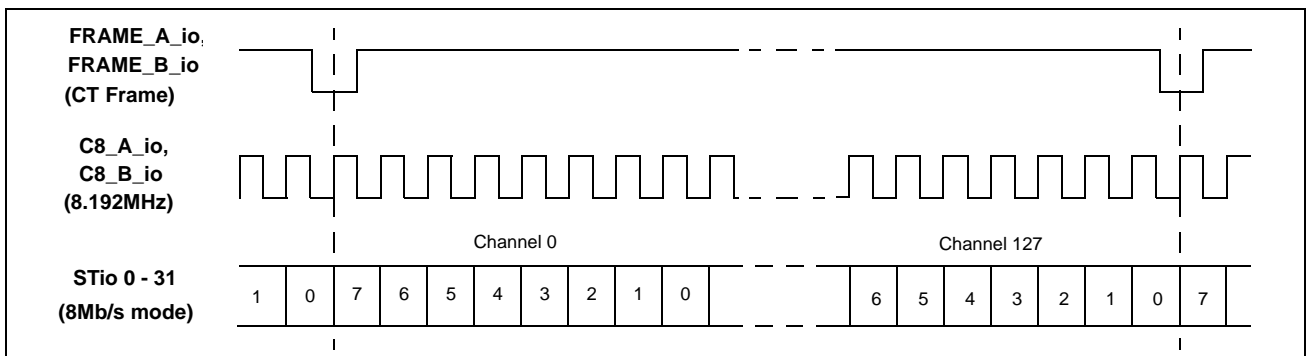 FRAME_A_io,
FRAME_B_io
(CT Frame)
C8_A_io,
C8_B_io
(8.192MHz)
Channel 0
Channel 127
STio 0 - 31
(8Mb/s mode)
1 0 7 6 5 4 3 2 1 0 6 5 4 3 2 1 0 7